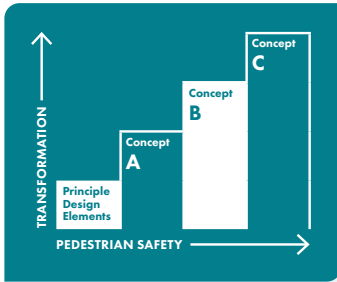 Concept
C
Concept
B
Concept
A
Principle
Design
Elements
TRANSFORMATION
PEDESTRIAN SAFETY